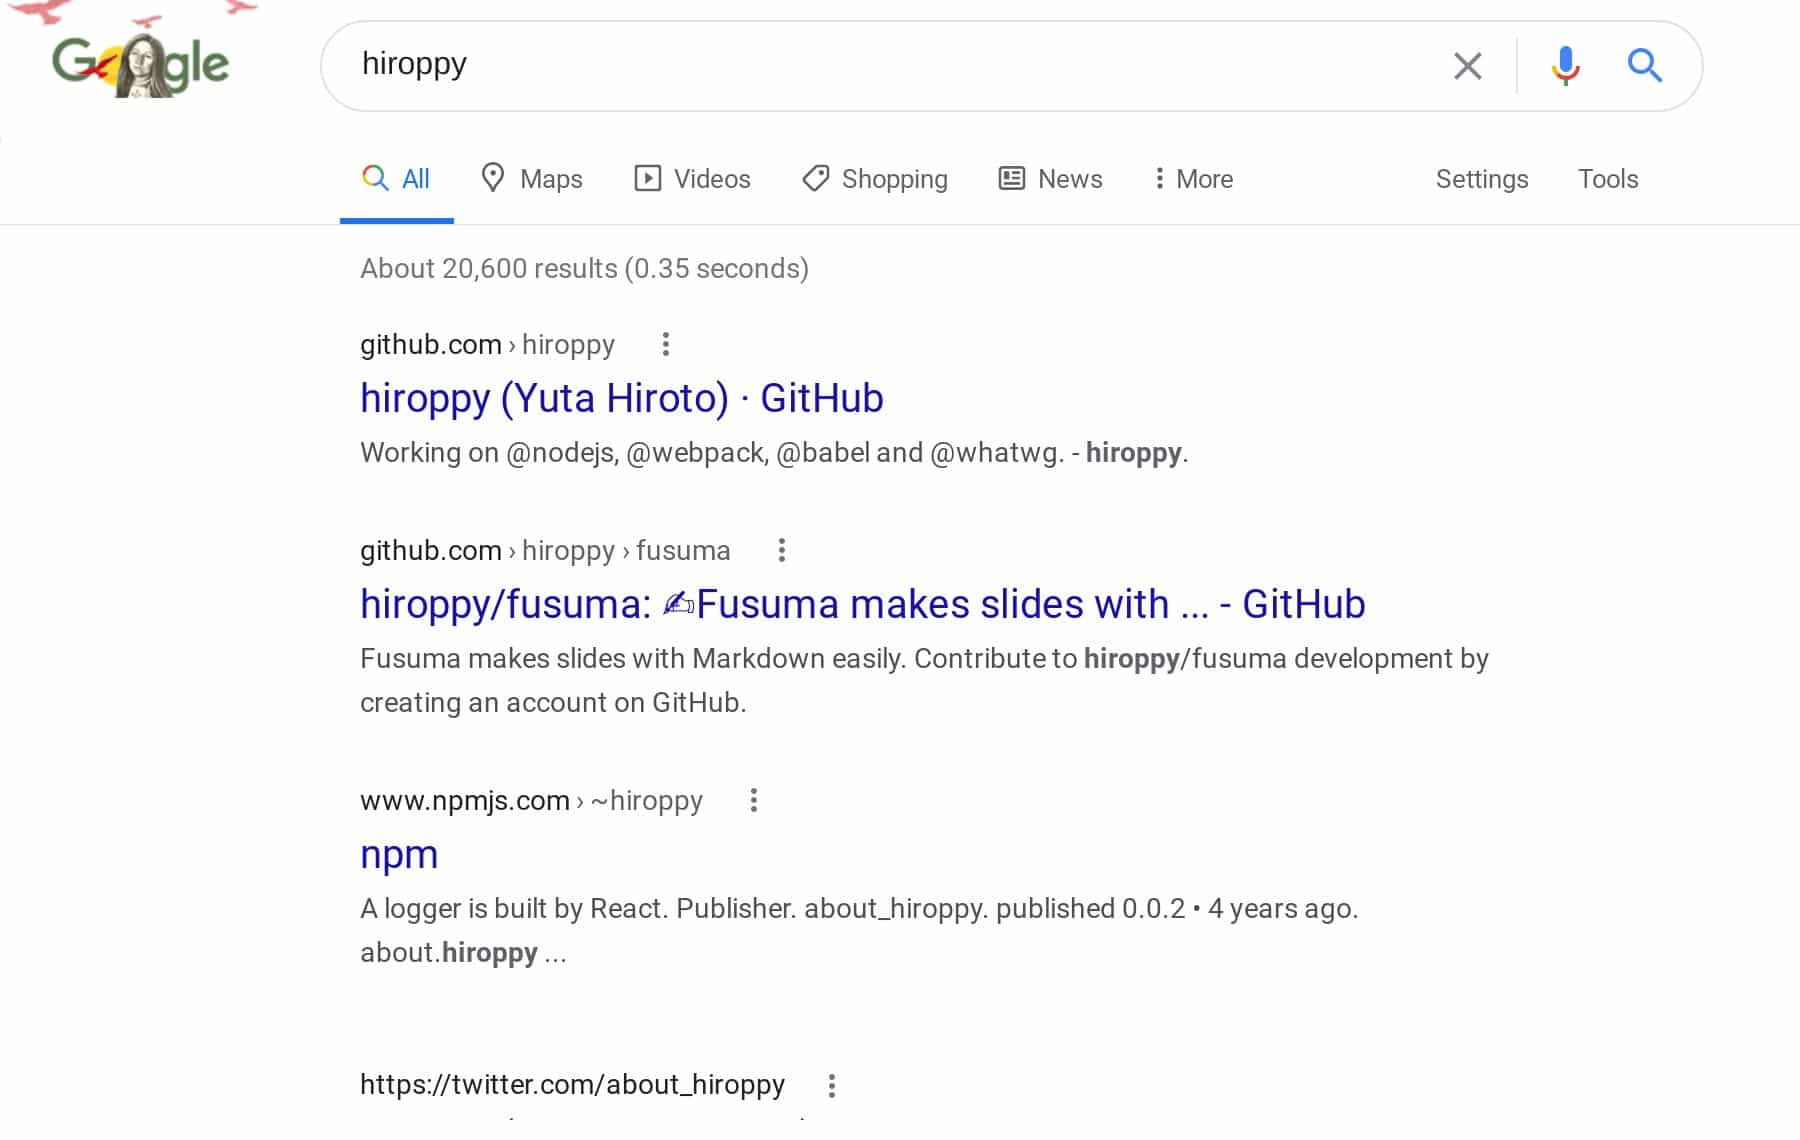 Google
hiroppy
All Maps Videos Shopping News More Settings Tools
About 20,600 results (0.35 seconds)
github.com › hiroppy
hiroppy (Yuta Hiroto) · GitHub
Working on @nodejs, @webpack, @babel and @whatwg. - hiroppy.
github.com › hiroppy › fusuma
hiroppy/fusuma: ✍Fusuma makes slides with ... - GitHub
Fusuma makes slides with Markdown easily. Contribute to hiroppy/fusuma development by
creating an account on GitHub.
www.npmjs.com › ~hiroppy
npm
A logger is built by React. Publisher. about_hiroppy. published 0.0.2 • 4 years ago.
about.hiroppy ...
https://twitter.com/about_hiroppy